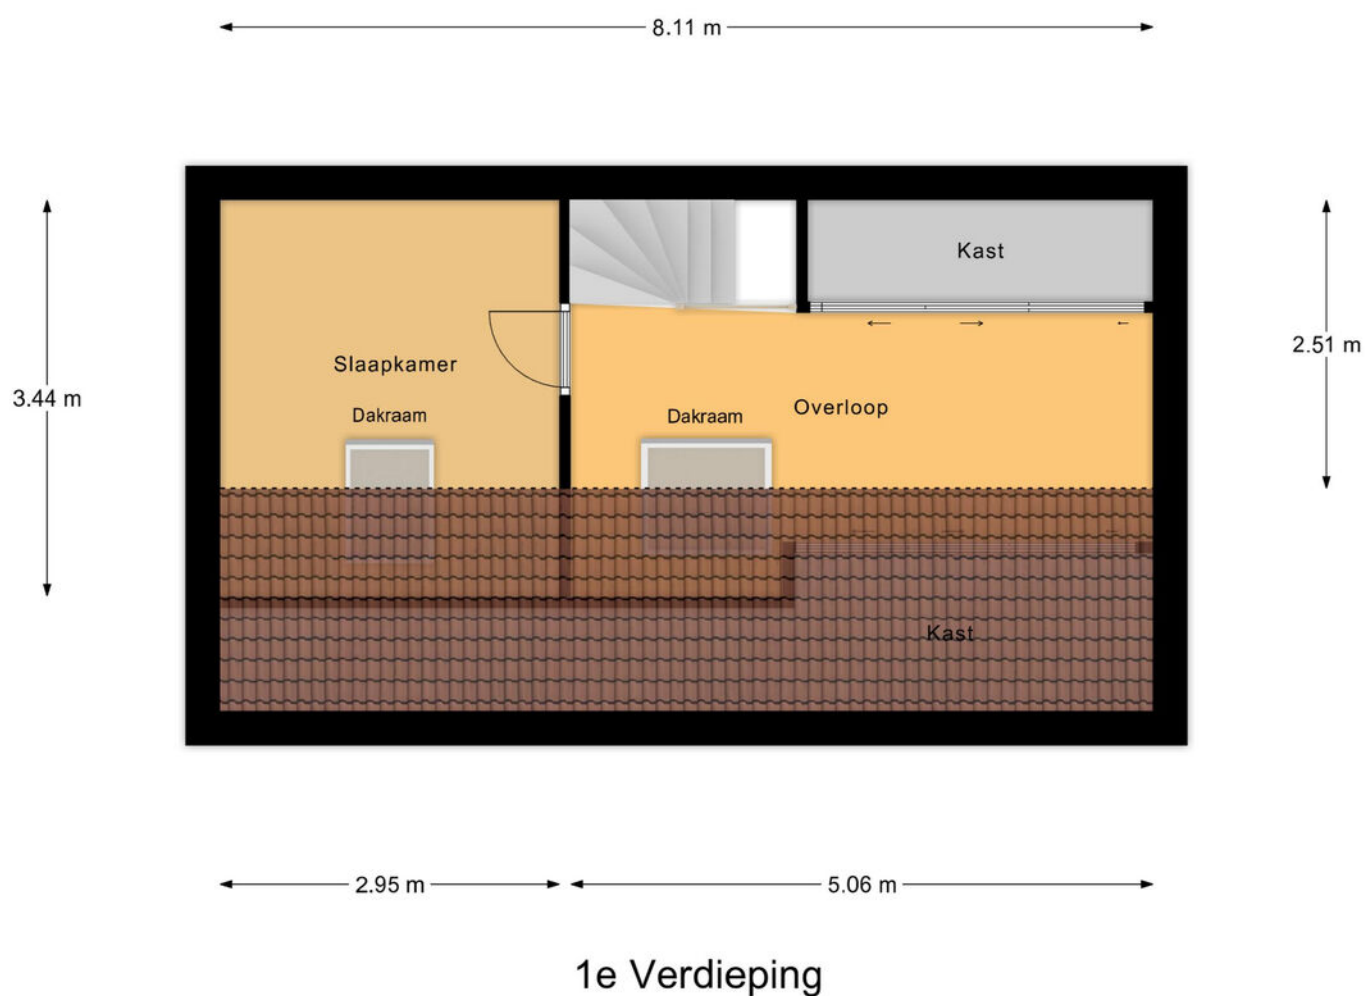 8.11 m
Kast
2.51 m
Slaapkamer
3.44 m
Dakraam
Dakraam
Overloop
Kast
2.95 m
5.06 m
1e Verdieping